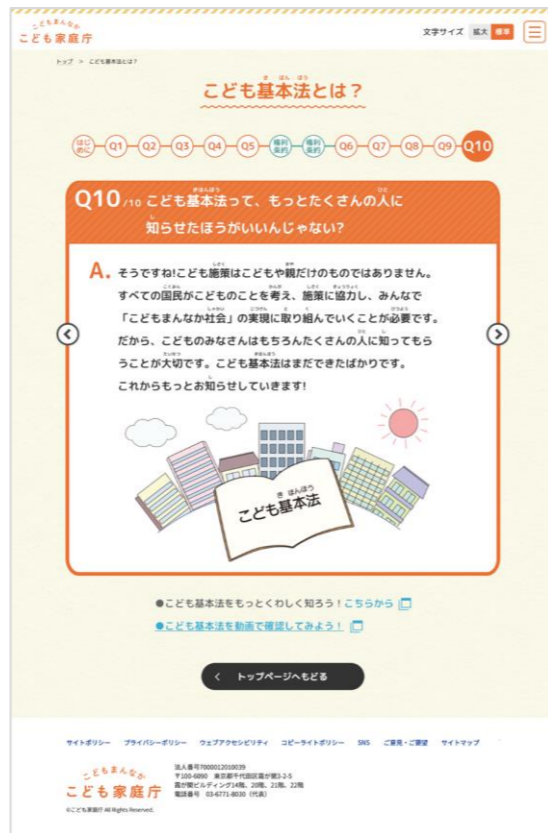 こどもまんなか
こども家庭庁
文字サイズ 拡大 標準
トップ > こども基本法とは?
こども基本法とは?
はじめに Q1 Q2 Q3 Q4 Q5 権利条約 権利条約 Q6 Q7 Q8 Q9 Q10
Q10/10 こども基本法って、もっとたくさんの人に
知らせたほうがいいんじゃない?
A. そうですね!こども施策はこどもや親だけのものではありません。
すべての国民がこどものことを考え、施策に協力し、みんなで
「こどもまんなか社会」の実現に取り組んでいくことが必要です。
だから、こどものみなさんはもちろんたくさんの人に知ってもら
うことが大切です。こども基本法はまだできたばかりです。
これからもっとお知らせしていきます!
こども基本法
●こども基本法をもっとくわしく知ろう!こちらから
●こども基本法を動画で確認してみよう!
トップページへもどる
サイトポリシー プライバシーポリシー ウェブアクセシビリティ コピーライトポリシー SNS ご意見・ご要望 サイトマップ
こどもまんなか
こども家庭庁
法人番号7000012010039
〒100-6090 東京都千代田区霞が関3-2-5
霞が関ビルディング14階、20階、21階、22階
電話番号 03-6771-8030(代表)
©こども家庭庁 All Rights Reserved.